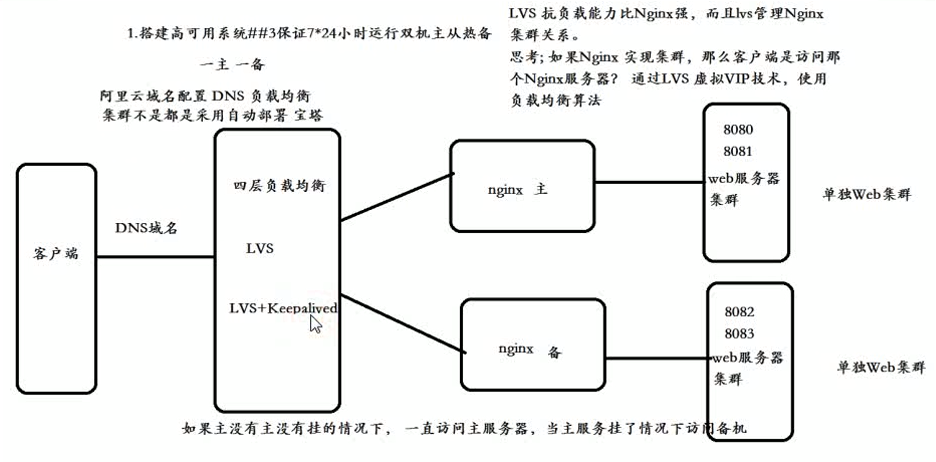 1.搭建高可用系统##3保证7*24小时运行双机主从热备
一主 一备
LVS 抗负载能力比Nginx强，而且lvs管理Nginx
集群关系。
思考; 如果Nginx 实现集群，那么客户端是访问那
个Nginx服务器？ 通过LVS 虚拟VIP技术，使用
负载均衡算法
阿里云域名配置 DNS 负载均衡
集群不是都是采用自动部署 宝塔
客户端
DNS域名
四层负载均衡
LVS
LVS+Keepalived
nginx 主
8080
8081
web服务器
集群
单独Web集群
nginx 备
8082
8083
web服务器
集群
单独Web集群
如果主没有主没有挂的情况下， 一直访问主服务器，当主服务挂了情况下访问备机